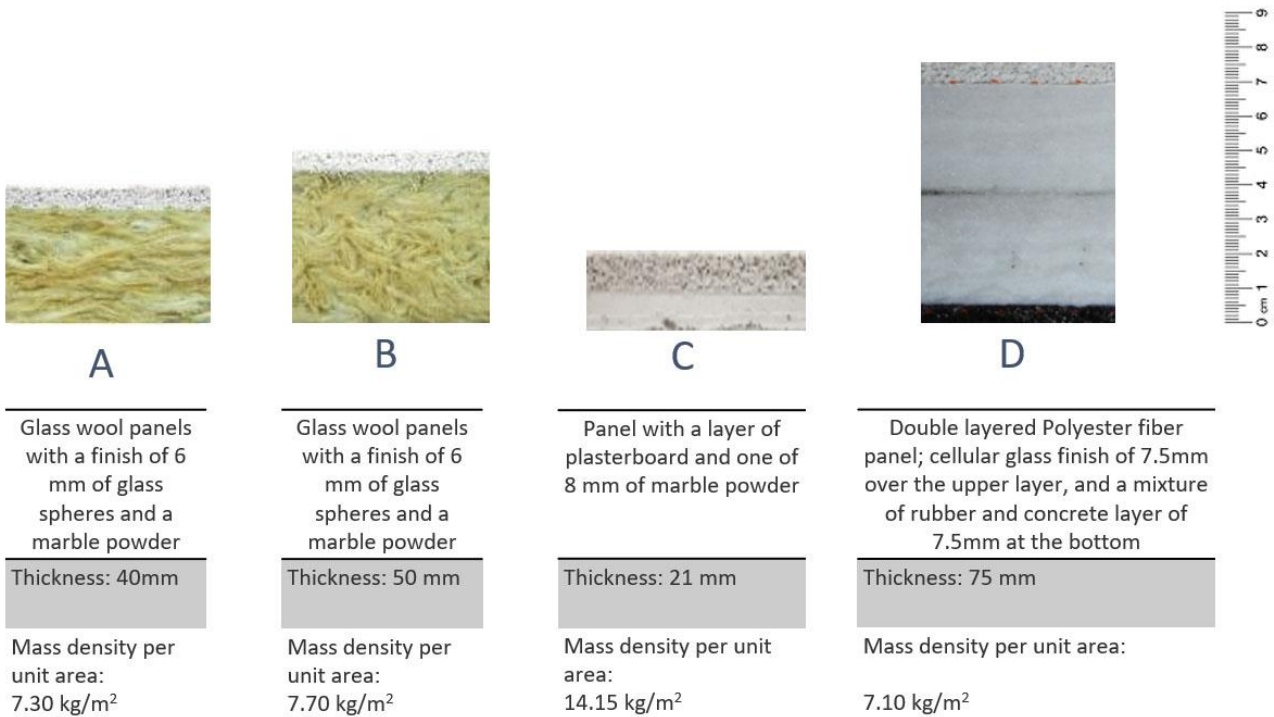 9
8
7
6
5
4
3
2
1
0 cm
A
B
C
D
Glass wool panels
with a finish of 6
mm of glass
spheres and a
marble powder
Thickness: 40mm
Mass density per
unit area:
7.30 kg/m²
Glass wool panels
with a finish of 6
mm of glass
spheres and a
marble powder
Thickness: 50 mm
Mass density per
unit area:
7.70 kg/m²
Panel with a layer of
plasterboard and one of
8 mm of marble powder
Thickness: 21 mm
Mass density per unit
area:
14.15 kg/m²
Double layered Polyester fiber
panel; cellular glass finish of 7.5mm
over the upper layer, and a mixture
of rubber and concrete layer of
7.5mm at the bottom
Thickness: 75 mm
Mass density per unit area:
7.10 kg/m²